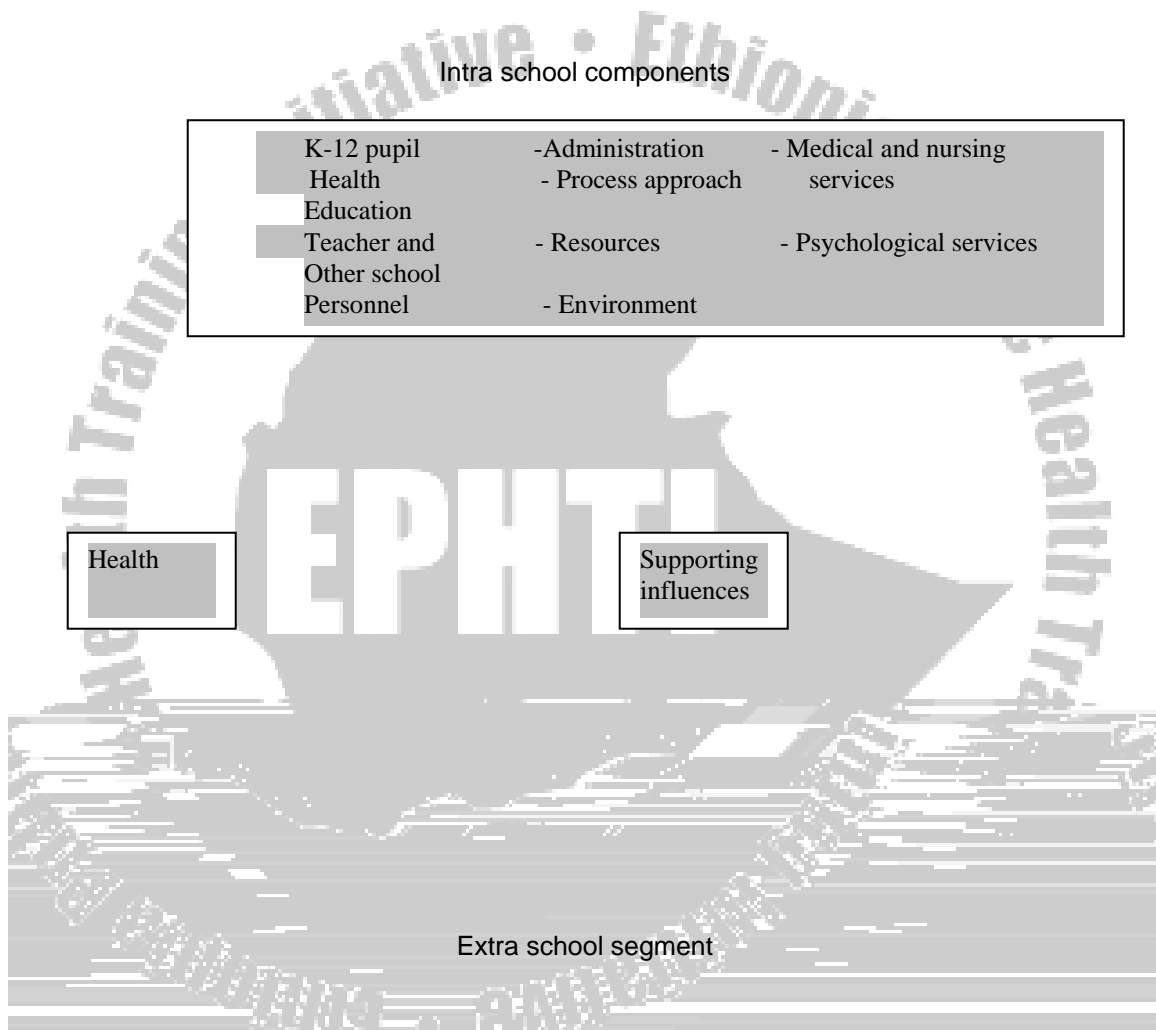 Intra school components
K-12 pupil -Administration - Medical and nursing
Health - Process approach services
Education
Teacher and - Resources - Psychological services
Other school
Personnel - Environment
EPHTI
Health
Supporting
influences
Extra school segment